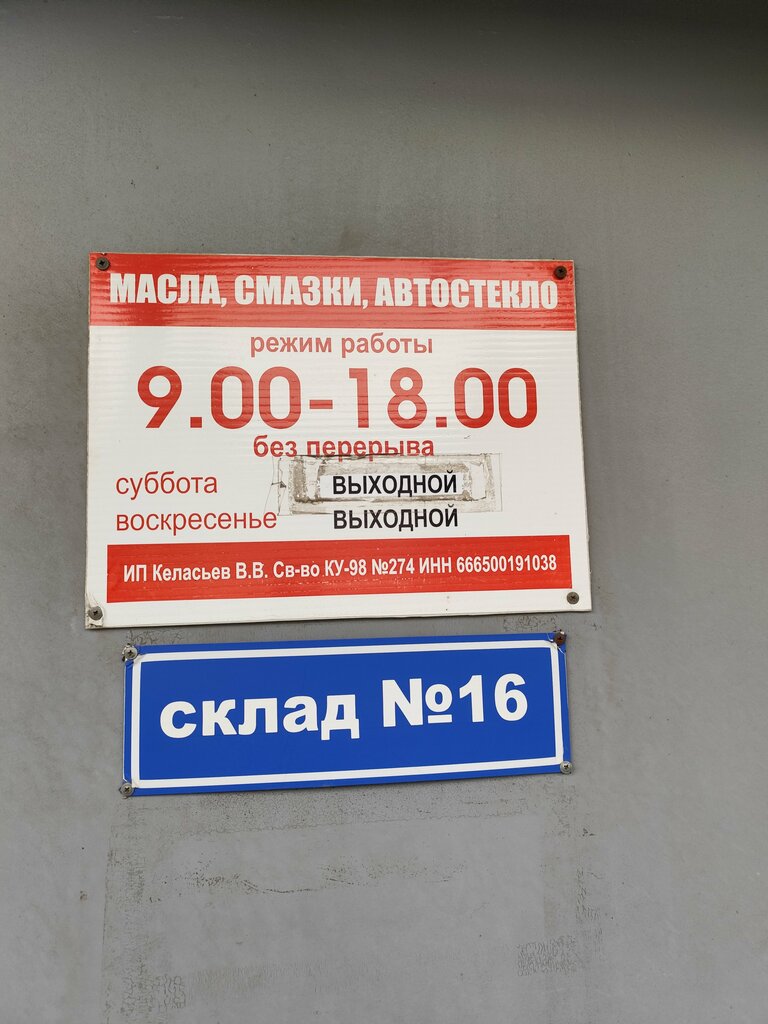 МАСЛА, СМАЗКИ, АВТОСТЕКЛО
режим работы
9.00-18.00
без перерыва
суббота ВЫХОДНОЙ
воскресенье ВЫХОДНОЙ
ИП Келасьев В.В. Св-во КУ-98 №274 ИНН 666500191038
склад №16